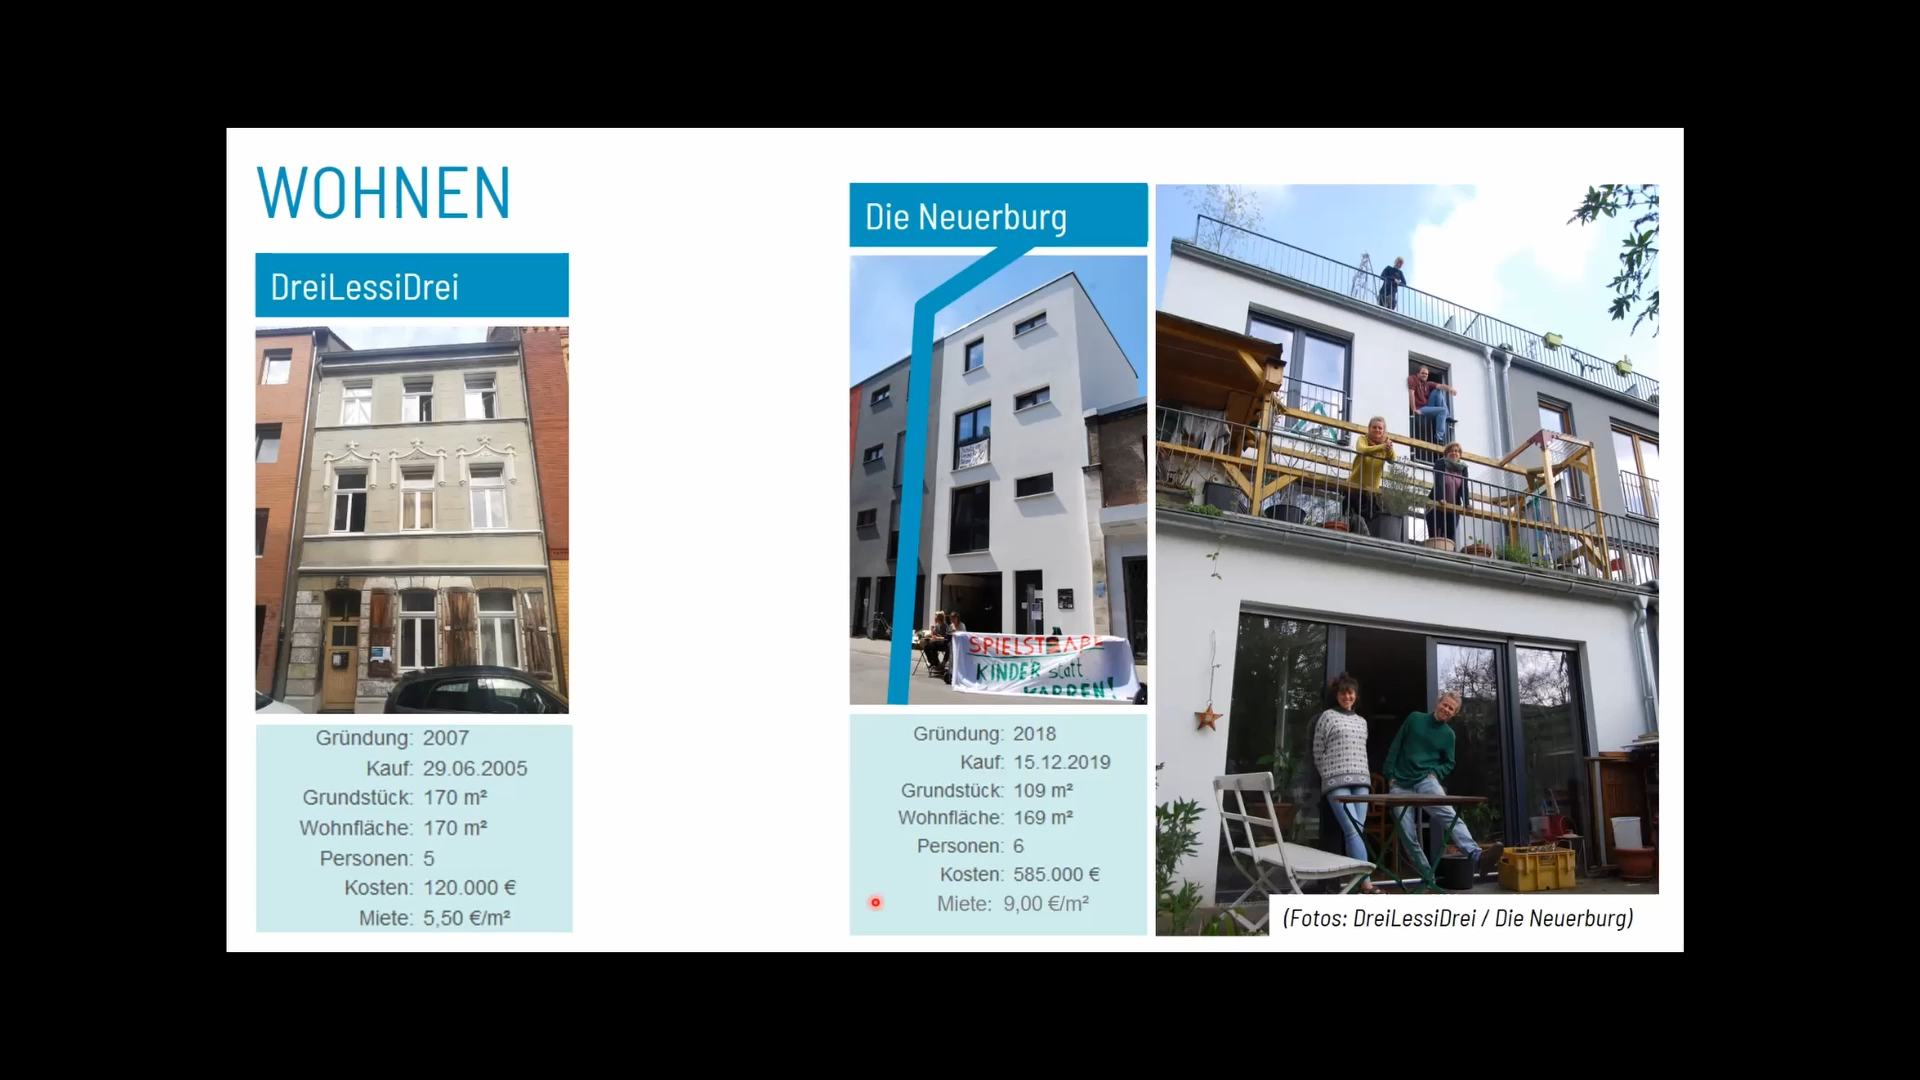 WOHNEN
DreiLessiDrei
Gründung: 2007
Kauf: 29.06.2005
Grundstück: 170 m²
Wohnfläche: 170 m²
Personen: 5
Kosten: 120.000 €
Miete: 5,50 €/m²
Die Neuerburg
SPIELSTRAßE
KINDER statt
KARREN!
Gründung: 2018
Kauf: 15.12.2019
Grundstück: 109 m²
Wohnfläche: 169 m²
Personen: 6
Kosten: 585.000 €
Miete: 9,00 €/m²
(Fotos: DreiLessiDrei / Die Neuerburg)